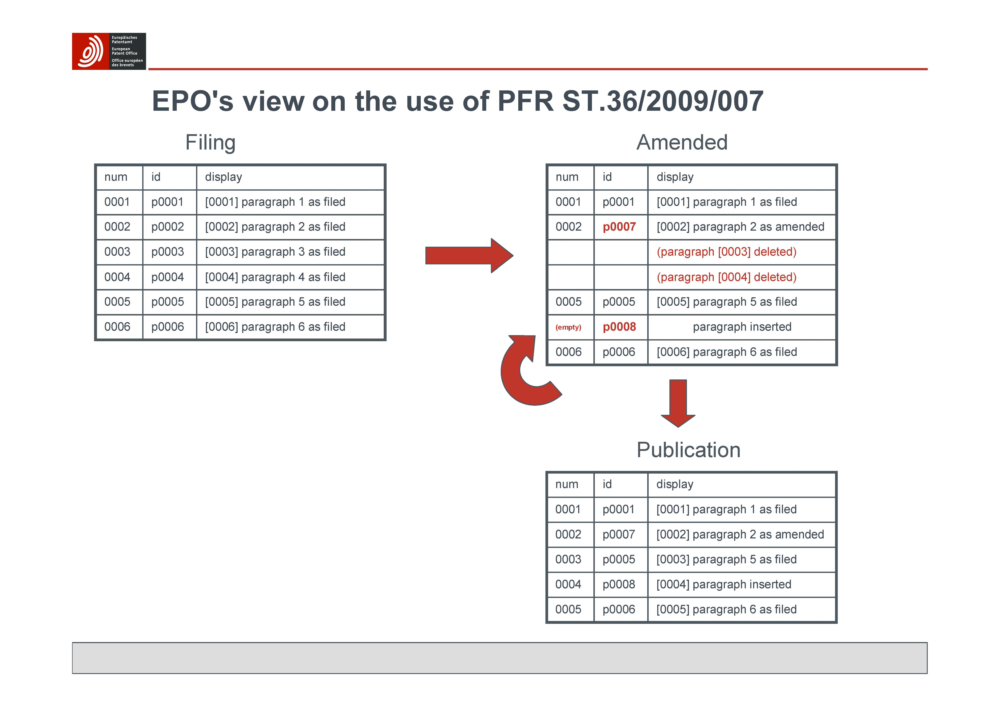 Europäisches
Patentamt
European
Patent Office
Office européen
des brevets
EPO's view on the use of PFR ST.36/2009/007
Filing
num id display
0001 p0001 [0001] paragraph 1 as filed
0002 p0002 [0002] paragraph 2 as filed
0003 p0003 [0003] paragraph 3 as filed
0004 p0004 [0004] paragraph 4 as filed
0005 p0005 [0005] paragraph 5 as filed
0006 p0006 [0006] paragraph 6 as filed
Amended
num id display
0001 p0001 [0001] paragraph 1 as filed
0002 p0007 [0002] paragraph 2 as amended
(paragraph [0003] deleted)
(paragraph [0004] deleted)
0005 p0005 [0005] paragraph 5 as filed
(empty) p0008 paragraph inserted
0006 p0006 [0006] paragraph 6 as filed
Publication
num id display
0001 p0001 [0001] paragraph 1 as filed
0002 p0007 [0002] paragraph 2 as amended
0003 p0005 [0003] paragraph 5 as filed
0004 p0008 [0004] paragraph inserted
0005 p0006 [0005] paragraph 6 as filed